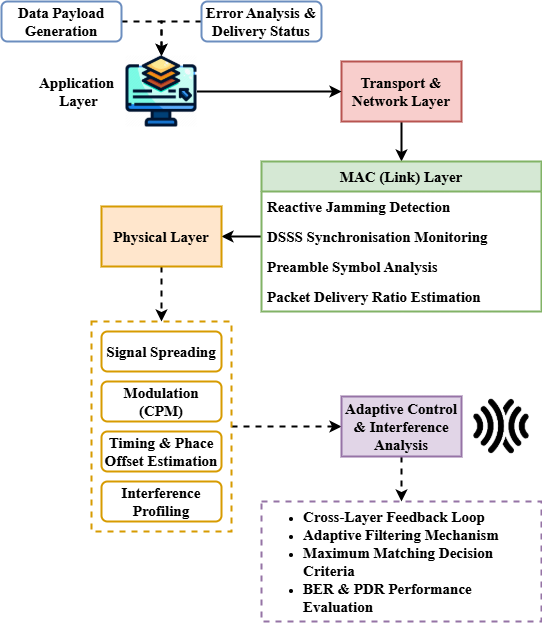 Data Payload
Generation
Error Analysis &
Delivery Status
Application
Layer
Transport &
Network Layer
MAC (Link) Layer
Reactive Jamming Detection
DSSS Synchronisation Monitoring
Preamble Symbol Analysis
Packet Delivery Ratio Estimation
Physical Layer
Signal Spreading
Modulation
(CPM)
Timing & Phace
Offset Estimation
Interference
Profiling
Adaptive Control
& Interference
Analysis
• Cross-Layer Feedback Loop
• Adaptive Filtering Mechanism
• Maximum Matching Decision
Criteria
• BER & PDR Performance
Evaluation